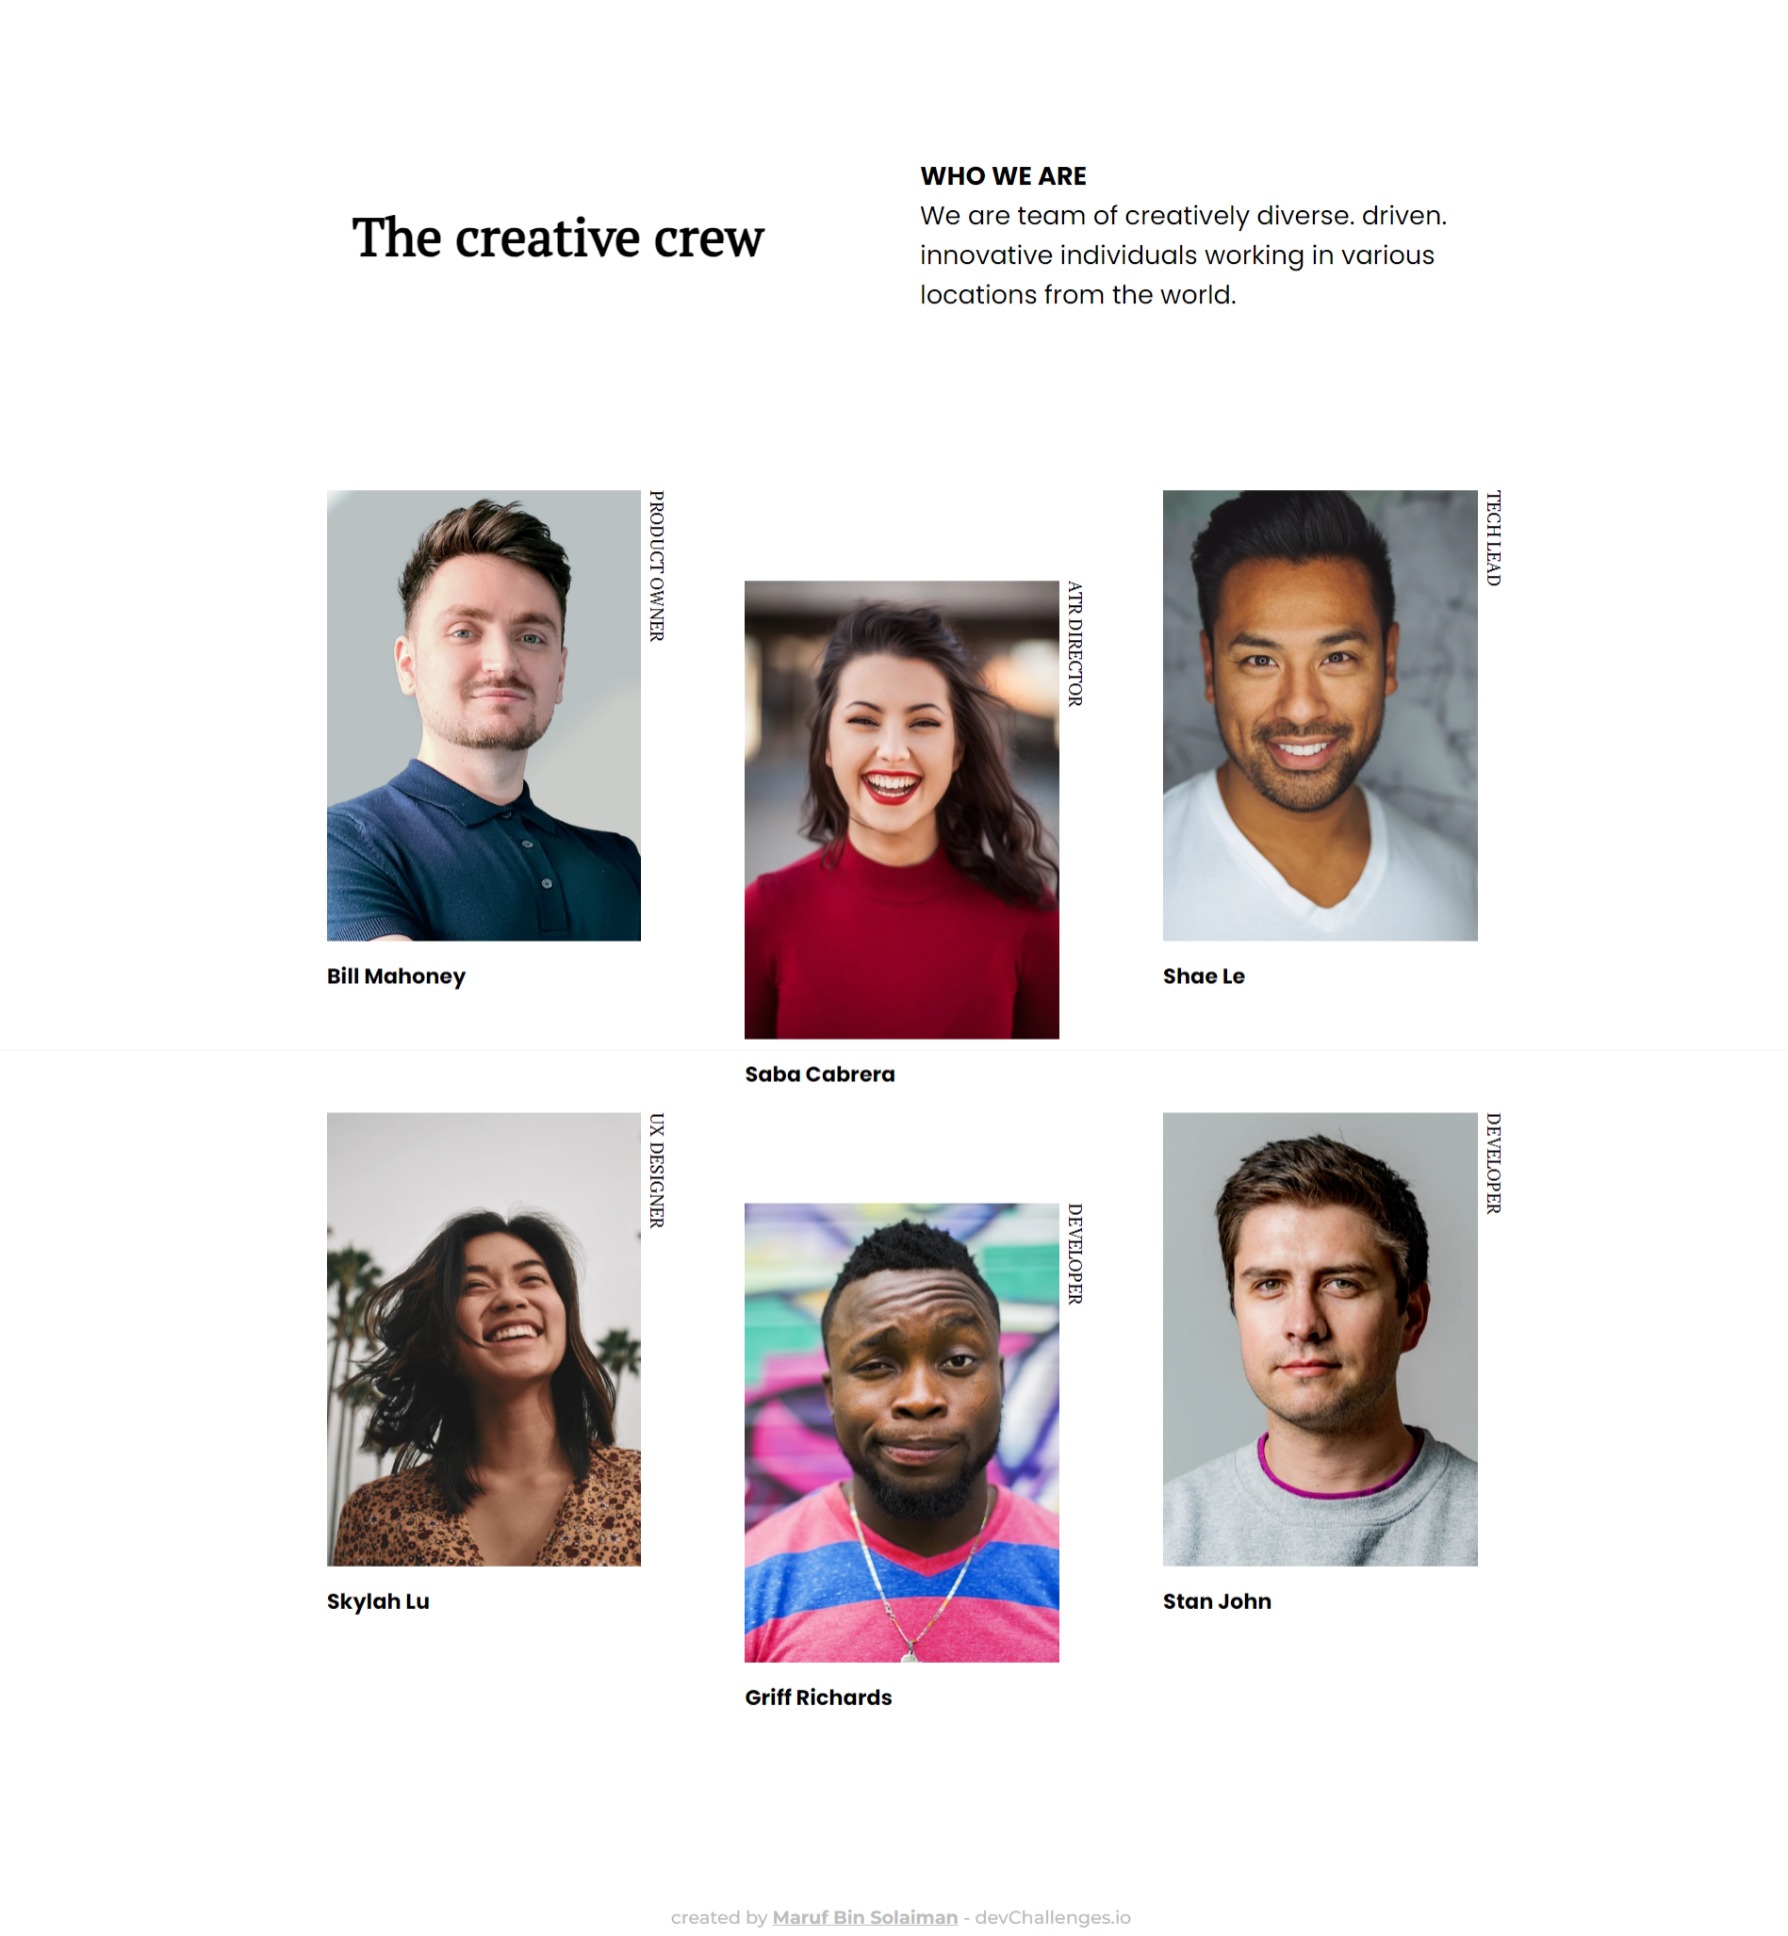 The creative crew
WHO WE ARE
We are team of creatively diverse. driven.
innovative individuals working in various
locations from the world.
PRODUCT OWNER
Bill Mahoney
ATR DIRECTOR
Saba Cabrera
TECH LEAD
Shae Le
UX DESIGNER
Skylah Lu
DEVELOPER
Griff Richards
DEVELOPER
Stan John
created by Maruf Bin Solaiman - devChallenges.io